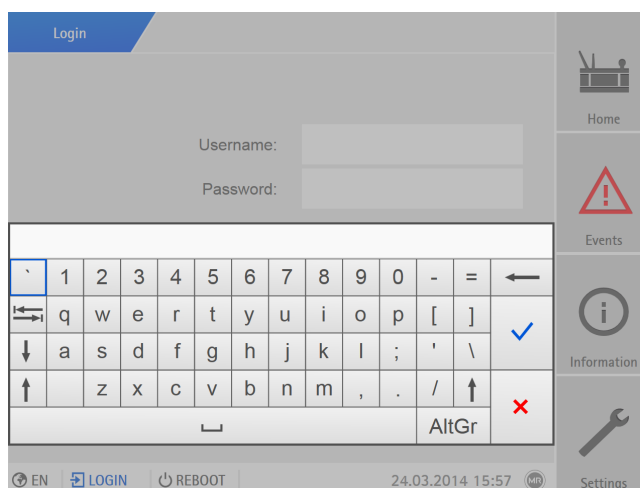 Login
Home
Username:
Password:
Events
` 1 2 3 4 5 6 7 8 9 0 - =
q w e r t y u i o p [ ]
a s d f g h j k l ; ' \
z x c v b n m , . /
AltGr
Information
EN LOGIN REBOOT 24.03.2014 15:57 MR
Settings